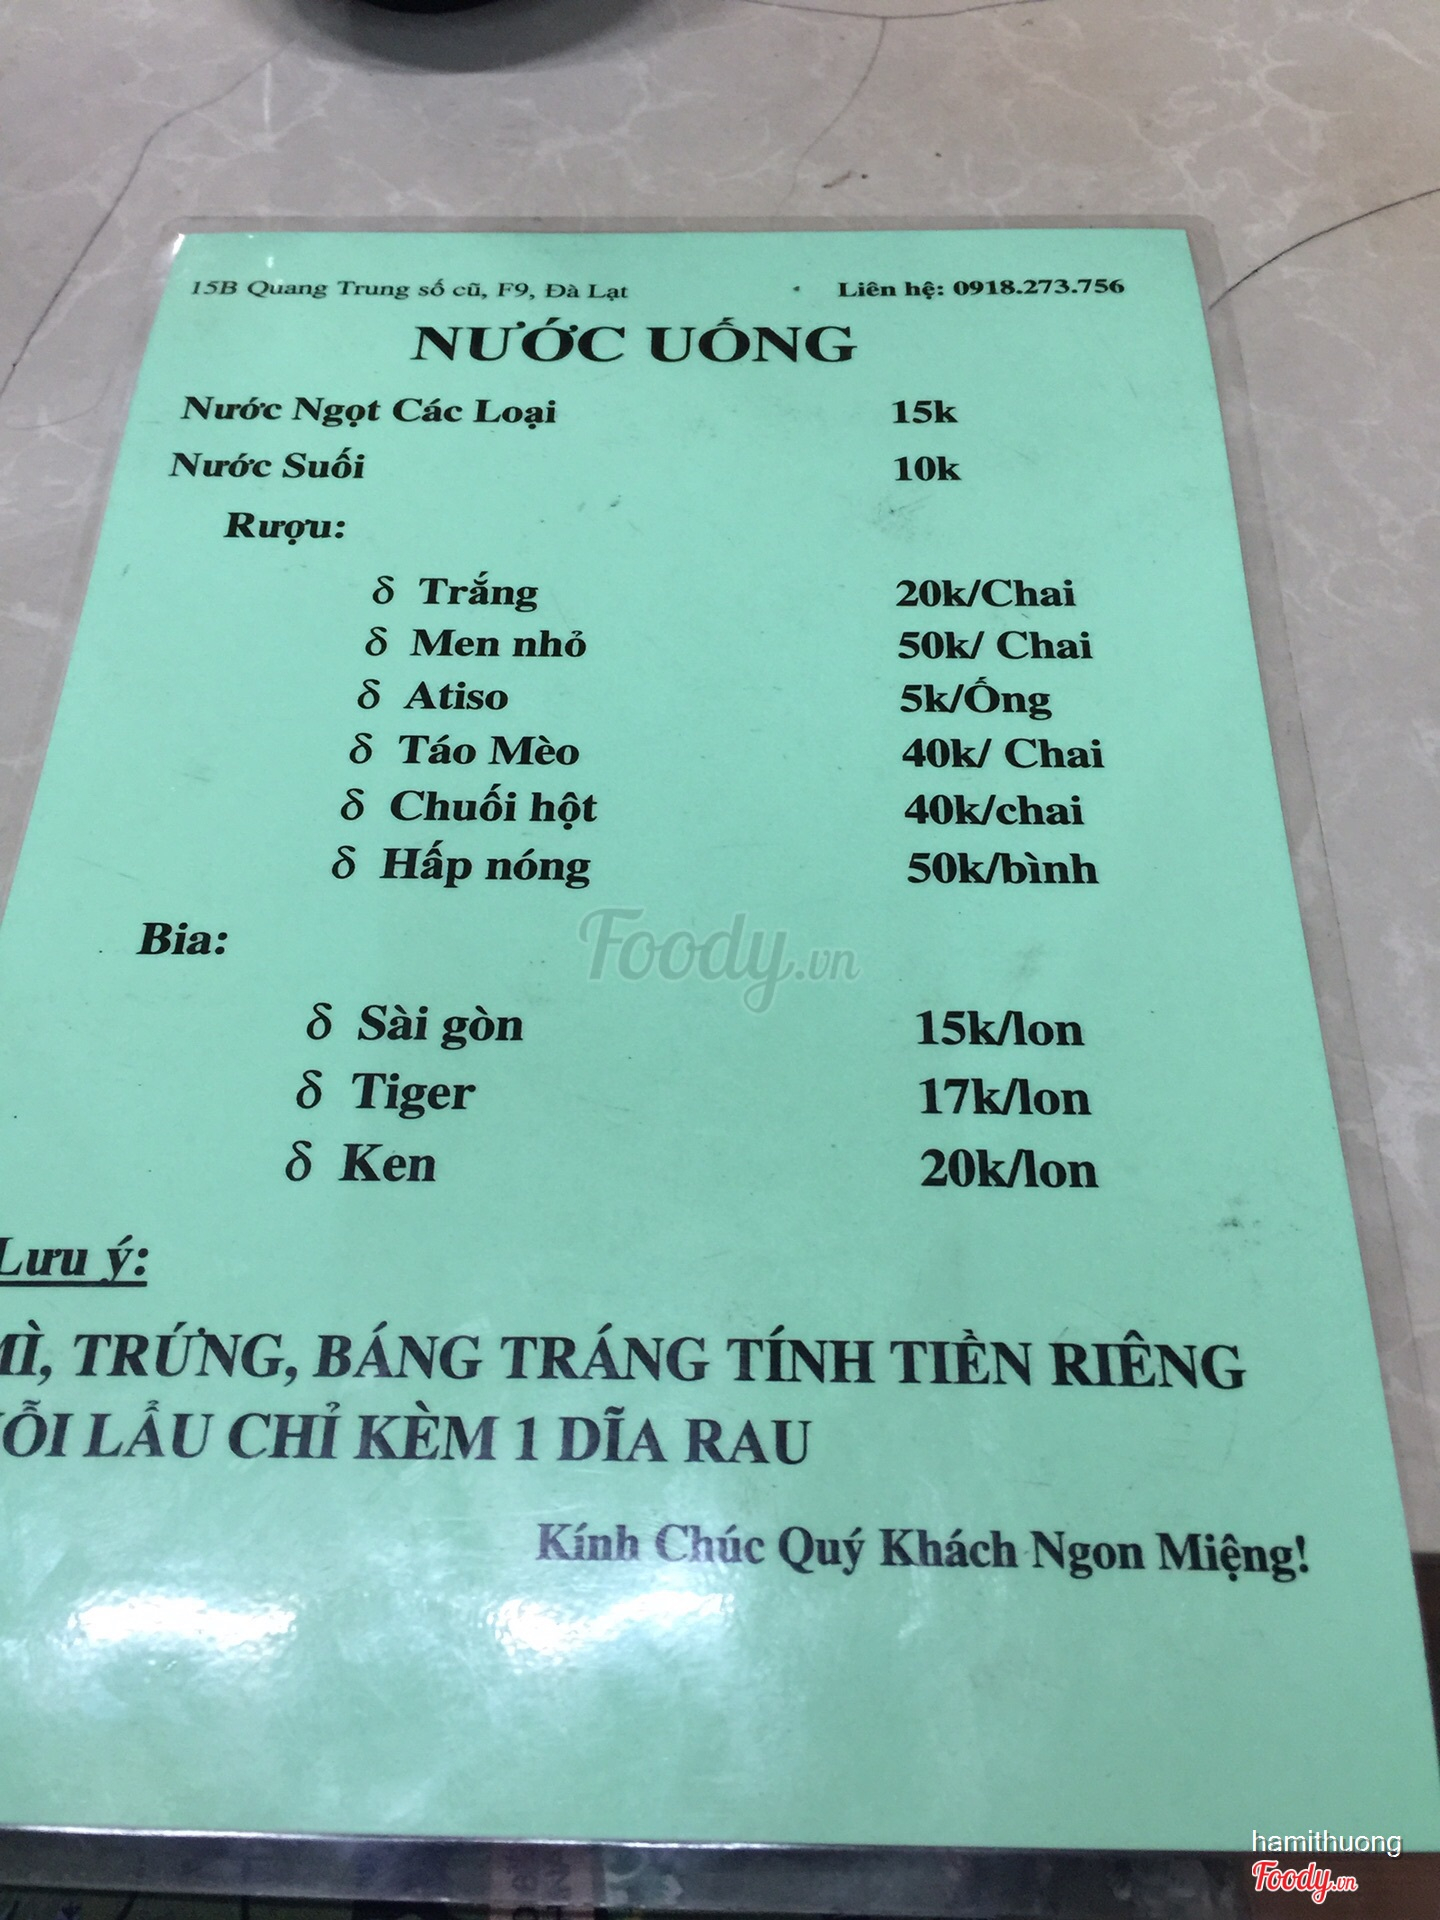 15B Quang Trung số cũ, F9, Đà Lạt Liên hệ: 0918.273.756
NƯỚC UỐNG
Nước Ngọt Các Loại 15k
Nước Suối 10k
Rượu:
δ Trắng 20k/Chai
δ Men nhỏ 50k/ Chai
δ Atiso 5k/Ống
δ Táo Mèo 40k/ Chai
δ Chuối hột 40k/chai
δ Hấp nóng 50k/bình
Bia:
δ Sài gòn 15k/lon
δ Tiger 17k/lon
δ Ken 20k/lon
Lưu ý:
TRỨNG, BÁNG TRÁNG TÍNH TIỀN RIÊNG
LẨU CHỈ KÈM 1 DĨA RAU
Kính Chúc Quý Khách Ngon Miệng!
Foody.vn
hamithuong
Foody.vn